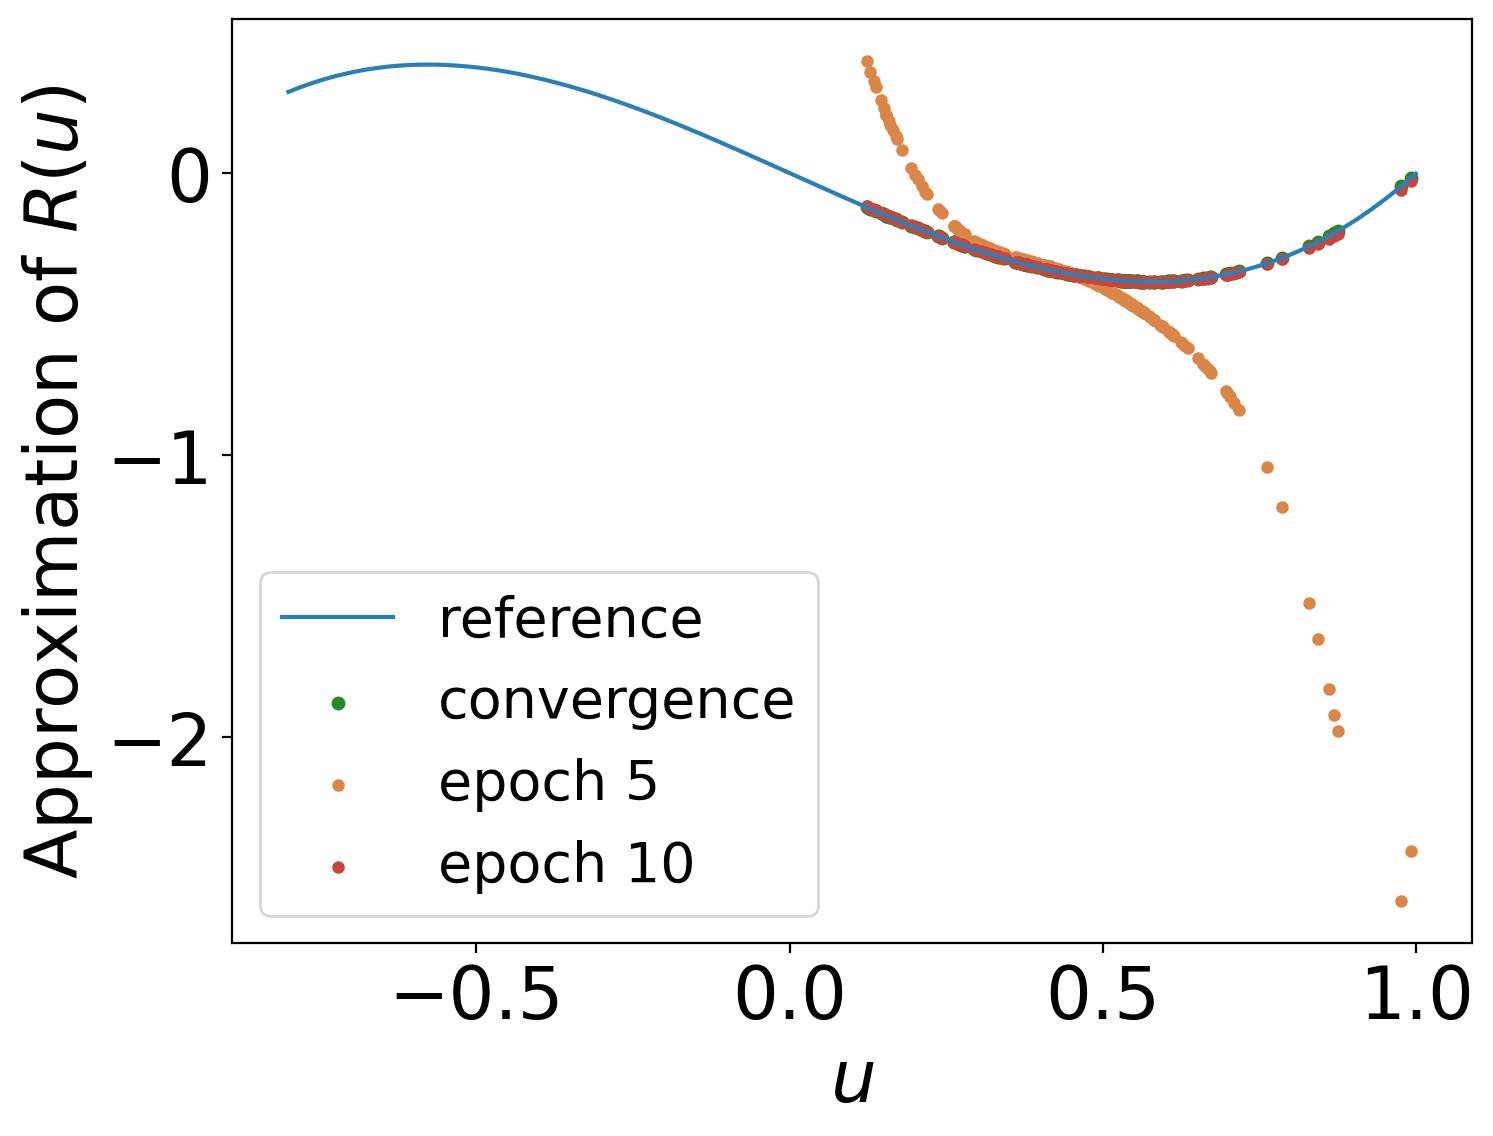 Approximation of R(u)
0
−1
−2
reference
convergence
epoch 5
epoch 10
−0.5 0.0 0.5 1.0
u